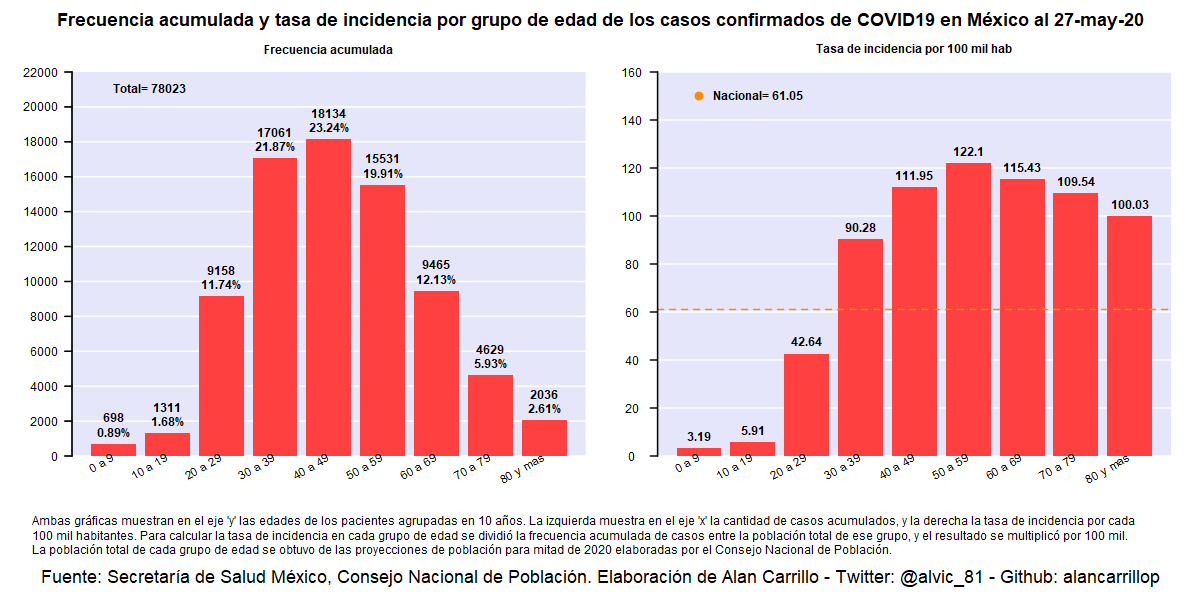 Frecuencia acumulada y tasa de incidencia por grupo de edad de los casos confirmados de COVID19 en México al 27-may-20
Frecuencia acumulada
Total= 78023
22000
20000
18000
16000
14000
12000
10000
8000
6000
4000
2000
0
698
0.89%
1311
1.68%
9158
11.74%
17061
21.87%
18134
23.24%
15531
19.91%
9465
12.13%
4629
5.93%
2036
2.61%
0 a 9
10 a 19
20 a 29
30 a 39
40 a 49
50 a 59
60 a 69
70 a 79
80 y mas
Tasa de incidencia por 100 mil hab
Nacional= 61.05
160
140
120
100
80
60
40
20
0
3.19
5.91
42.64
90.28
111.95
122.1
115.43
109.54
100.03
0 a 9
10 a 19
20 a 29
30 a 39
40 a 49
50 a 59
60 a 69
70 a 79
80 y mas
Ambas gráficas muestran en el eje 'y' las edades de los pacientes agrupadas en 10 años. La izquierda muestra en el eje 'x' la cantidad de casos acumulados, y la derecha la tasa de incidencia por cada
100 mil habitantes. Para calcular la tasa de incidencia en cada grupo de edad se dividió la frecuencia acumulada de casos entre la población total de ese grupo, y el resultado se multiplicó por 100 mil.
La población total de cada grupo de edad se obtuvo de las proyecciones de población para mitad de 2020 elaboradas por el Consejo Nacional de Población.
Fuente: Secretaría de Salud México, Consejo Nacional de Población. Elaboración de Alan Carrillo - Twitter: @alvic_81 - Github: alancarrillop